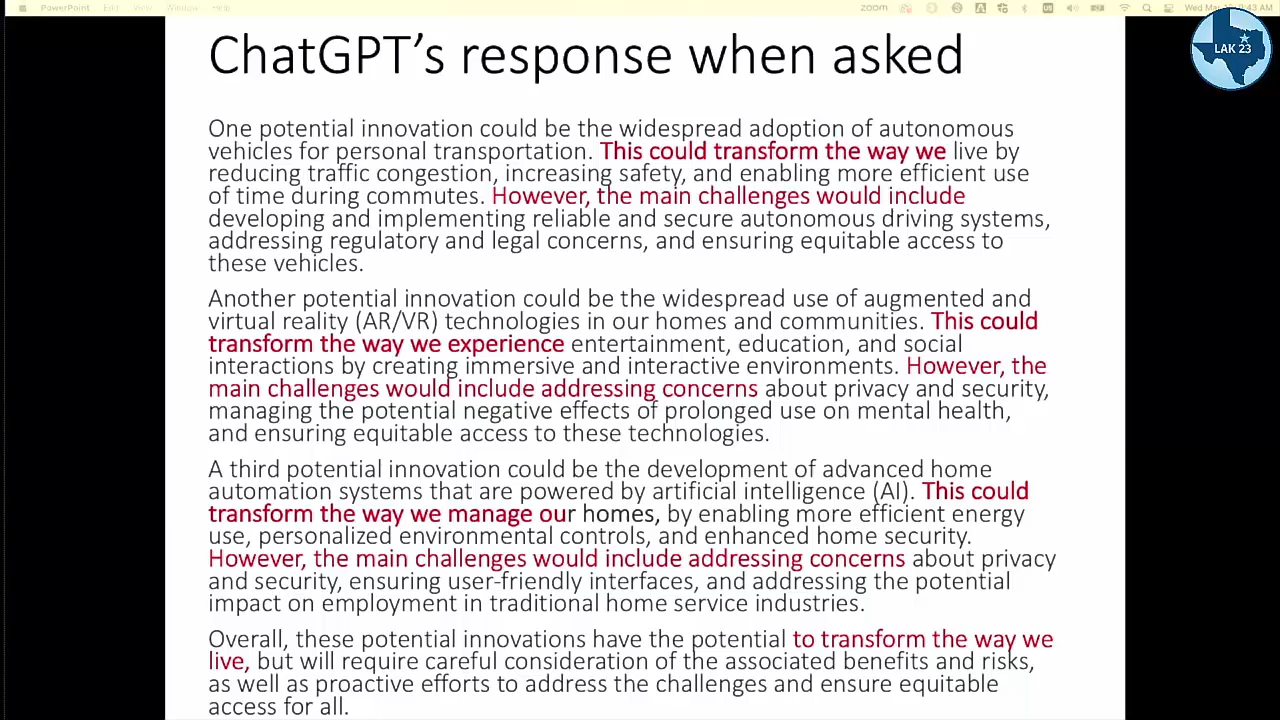 PowerPoint Edit View Window Help zoom Wed Mar
9:43 AM
LAK 23
ChatGPT's response when asked
One potential innovation could be the widespread adoption of autonomous
vehicles for personal transportation. This could transform the way we live by
reducing traffic congestion, increasing safety, and enabling more efficient use
of time during commutes. However, the main challenges would include
developing and implementing reliable and secure autonomous driving systems,
addressing regulatory and legal concerns, and ensuring equitable access to
these vehicles.
Another potential innovation could be the widespread use of augmented and
virtual reality (AR/VR) technologies in our homes and communities. This could
transform the way we experience entertainment, education, and social
interactions by creating immersive and interactive environments. However, the
main challenges would include addressing concerns about privacy and security,
managing the potential negative effects of prolonged use on mental health,
and ensuring equitable access to these technologies.
A third potential innovation could be the development of advanced home
automation systems that are powered by artificial intelligence (AI). This could
transform the way we manage our homes, by enabling more efficient energy
use, personalized environmental controls, and enhanced home security.
However, the main challenges would include addressing concerns about privacy
and security, ensuring user-friendly interfaces, and addressing the potential
impact on employment in traditional home service industries.
Overall, these potential innovations have the potential to transform the way we
live, but will require careful consideration of the associated benefits and risks,
as well as proactive efforts to address the challenges and ensure equitable
access for all.